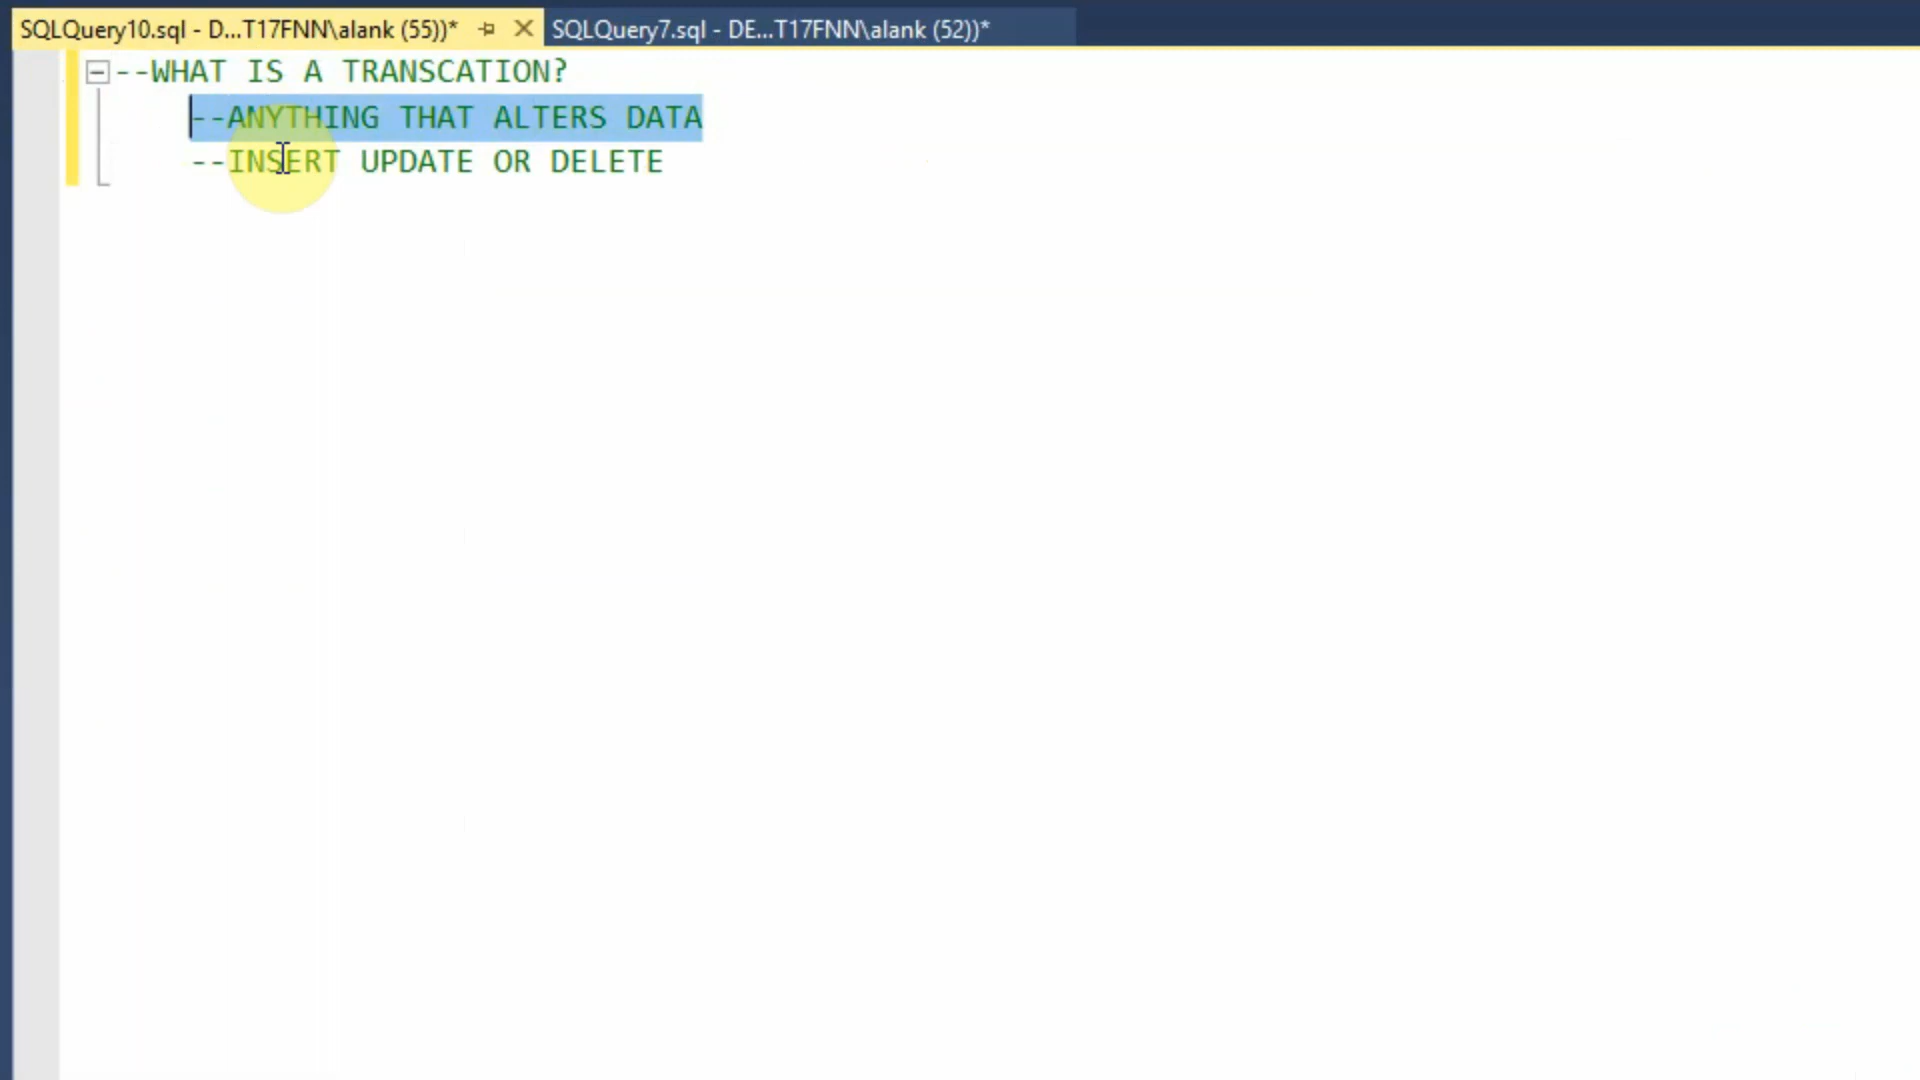 SQLQuery10.sql - D...T17FNN\alank (55))* SQLQuery7.sql - DE...T17FNN\alank (52))*
--WHAT IS A TRANSCATION?
--ANYTHING THAT ALTERS DATA
--INSERT UPDATE OR DELETE